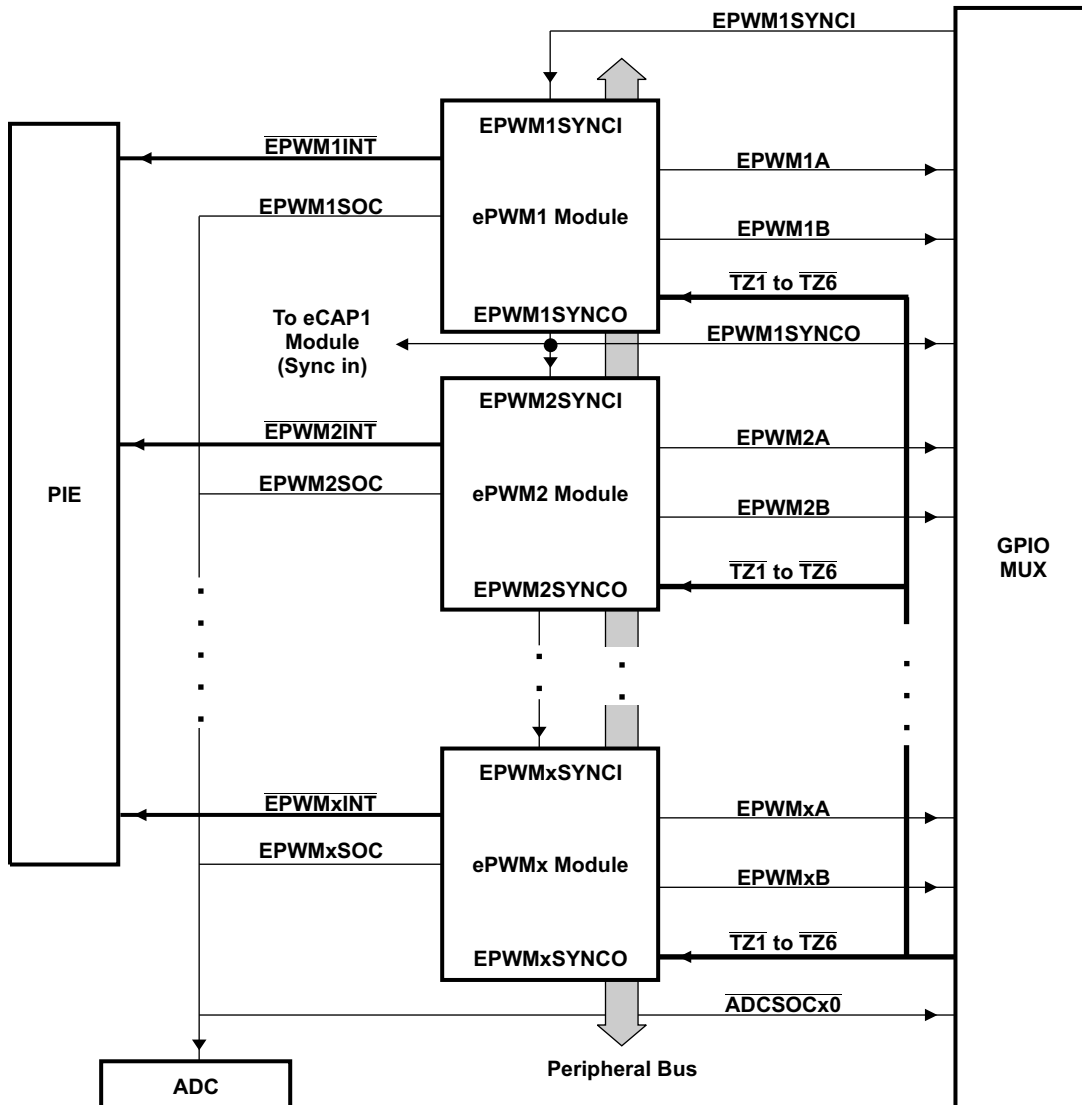 EPWM1SYNCI
EPWM1SYNCI
EPWM1INT
EPWM1A
EPWM1SOC
ePWM1 Module
EPWM1B
TZ1 to TZ6
EPWM1SYNCO
To eCAP1
Module
(Sync in)
EPWM1SYNCO
EPWM2SYNCI
EPWM2INT
EPWM2A
EPWM2SOC
ePWM2 Module
PIE
EPWM2B
GPIO
MUX
TZ1 to TZ6
EPWM2SYNCO
EPWMxSYNCI
EPWMxINT
EPWMxA
EPWMxSOC
ePWMx Module
EPWMxB
TZ1 to TZ6
EPWMxSYNCO
ADCSOCx0
Peripheral Bus
ADC